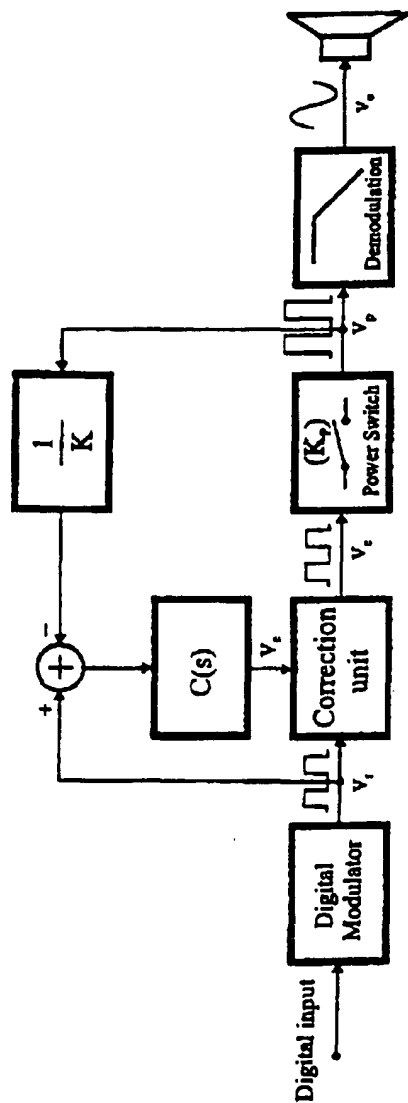 Digital input
Digital
Modulator
V_r
+
−
+
C(s)
V_e
Correction
unit
V_c
1
K
(K_P)
Power Switch
V_p
Demodulation
V_o